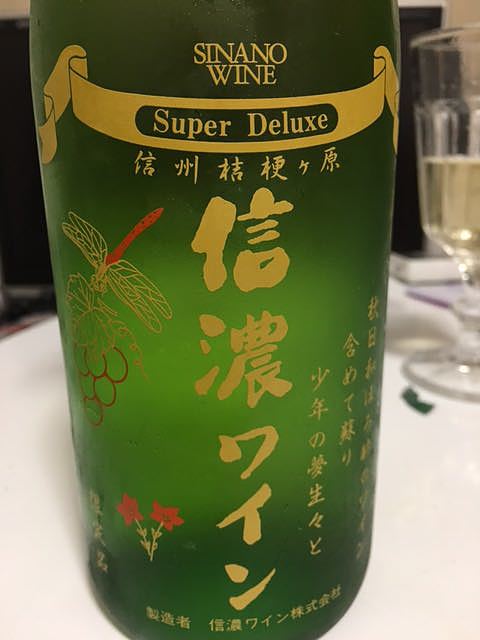 SINANO
WINE
Super Deluxe
信州桔梗ヶ原
信濃ワイン
含めて蘇り
少年の夢生々と
製造者 信濃ワイン株式会社